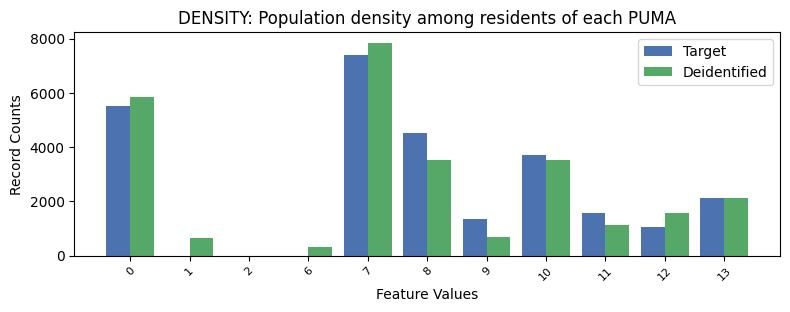 DENSITY: Population density among residents of each PUMA
8000
6000
4000
2000
0
Record Counts
Target
Deidentified
0 1 2 6 7 8 9 10 11 12 13
Feature Values